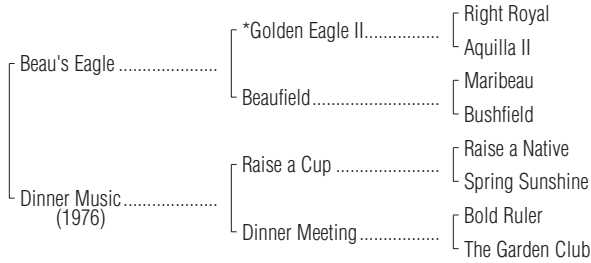 Right Royal
*Golden Eagle II.................
Aquilla II
Beau's Eagle .....................
Maribeau
Beaufield...........................
Bushfield
Raise a Native
Raise a Cup ......................
Spring Sunshine
Dinner Music....................
(1976)
Bold Ruler
Dinner Meeting.................
The Garden Club